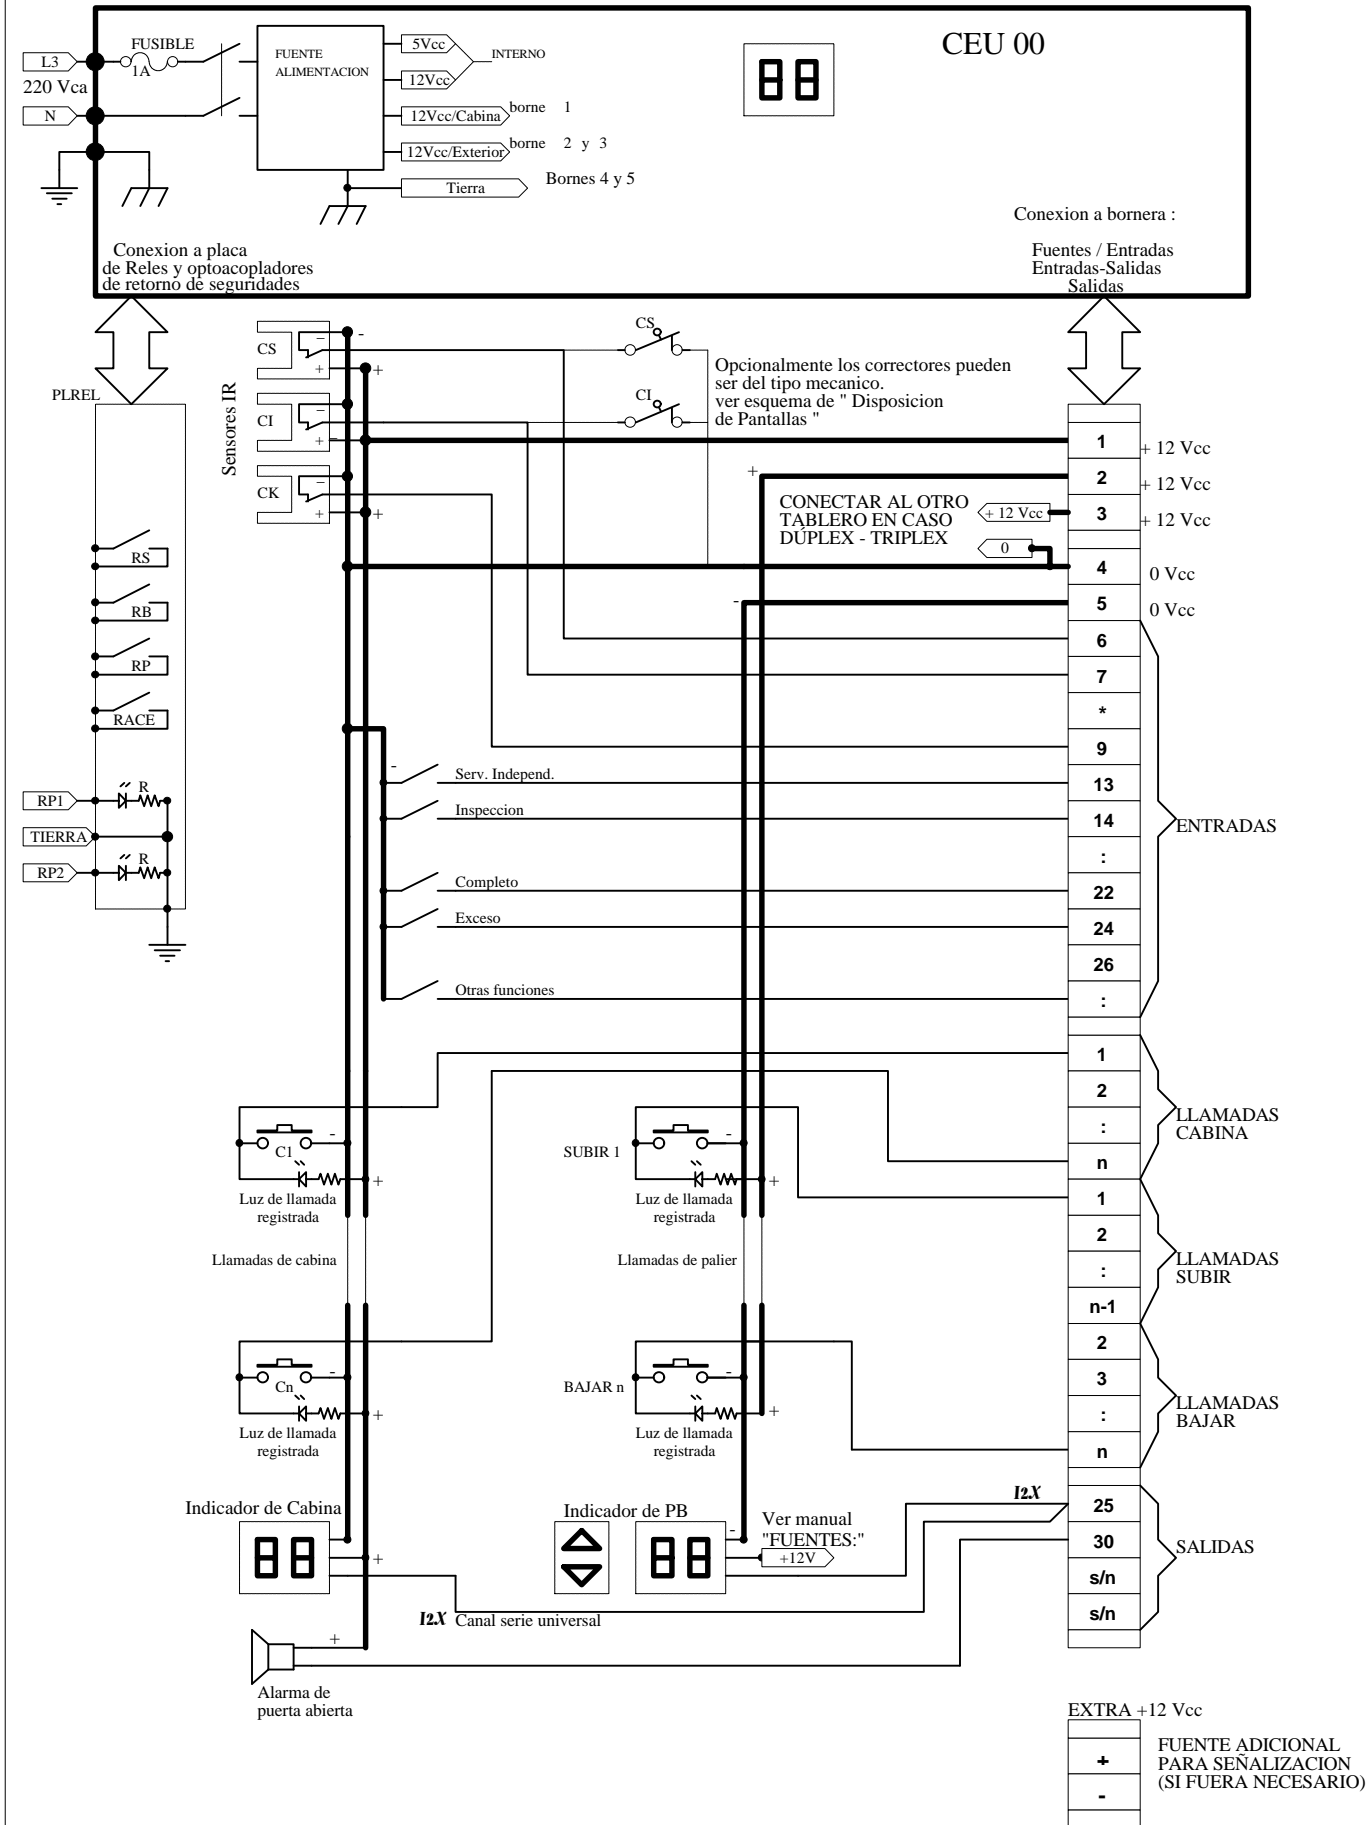 CEU 00
FUSIBLE
1A
L3
220 Vca
N
FUENTE
ALIMENTACION
5Vcc
12Vcc
INTERNO
12Vcc/Cabina
borne 1
12Vcc/Exterior
borne 2 y 3
Tierra
Bornes 4 y 5
88
Conexion a bornera :
Fuentes / Entradas
Entradas-Salidas
Salidas
Conexion a placa
de Reles y optoacopladores
de retorno de seguridades
PLREL
RS
RB
RP
RACE
RP1
R
TIERRA
RP2
R
Sensores IR
CS
-
+
-
+
CI
-
+
-
CK
-
+
+
CS
CI
Opcionalmente los correctores pueden
ser del tipo mecanico.
ver esquema de " Disposicion
de Pantallas "
+
CONECTAR AL OTRO
TABLERO EN CASO
DÚPLEX - TRIPLEX
+ 12 Vcc
0
-
1
+ 12 Vcc
2
+ 12 Vcc
3
+ 12 Vcc
4
0 Vcc
5
0 Vcc
6
7
*
9
13
14
:
22
24
26
:
ENTRADAS
-
Serv. Independ.
Inspeccion
Completo
Exceso
Otras funciones
1
2
:
n
LLAMADAS
CABINA
1
2
:
n-1
LLAMADAS
SUBIR
2
3
:
n
LLAMADAS
BAJAR
C1
-
+
Luz de llamada
registrada
Llamadas de cabina
SUBIR 1
-
+
Luz de llamada
registrada
Llamadas de palier
Cn
-
+
Luz de llamada
registrada
BAJAR n
-
+
Luz de llamada
registrada
Indicador de Cabina
88
+
Indicador de PB
88
-
Ver manual
"FUENTES:"
+12V
I2X
25
30
s/n
s/n
SALIDAS
I2X Canal serie universal
+
Alarma de
puerta abierta
EXTRA +12 Vcc
+
-
FUENTE ADICIONAL
PARA SEÑALIZACION
(SI FUERA NECESARIO)